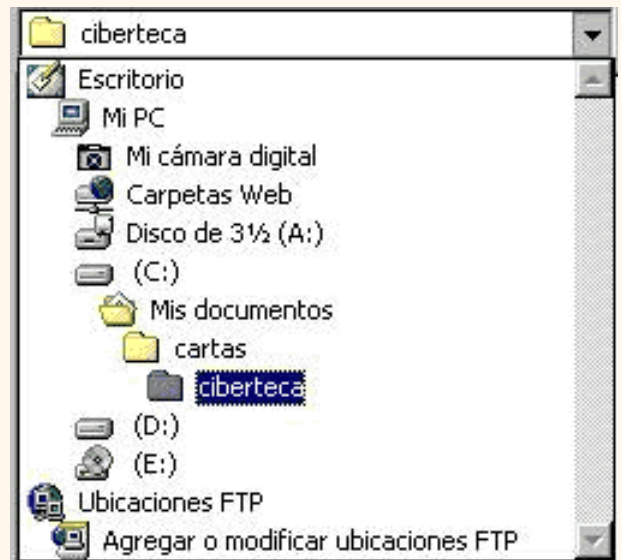 ciberteca
Escritorio
Mi PC
Mi cámara digital
Carpetas Web
Disco de 3½ (A:)
(C:)
Mis documentos
cartas
ciberteca
(D:)
(E:)
Ubicaciones FTP
Agregar o modificar ubicaciones FTP